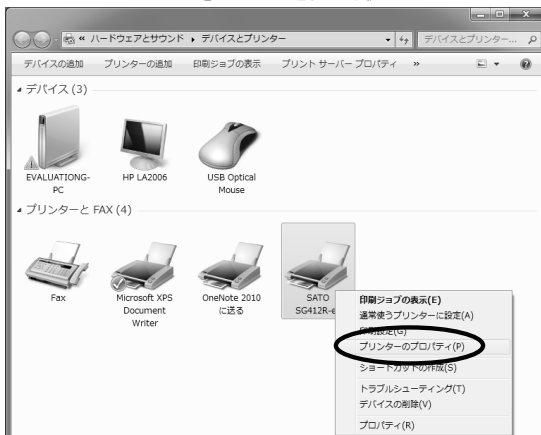 « ハードウェアとサウンド ▸ デバイスとプリンター
デバイスとプリンター...
デバイスの追加 プリンターの追加 印刷ジョブの表示 プリント サーバー プロパティ »
デバイス (3)
EVALUATIONG-
PC
HP LA2006
USB Optical
Mouse
プリンターと FAX (4)
Fax
Microsoft XPS
Document
Writer
OneNote 2010
に送る
SATO
SG412R-e
印刷ジョブの表示(E)
通常使うプリンターに設定(A)
印刷設定(G)
プリンターのプロパティ(P)
ショートカットの作成(S)
トラブルシューティング(T)
デバイスの削除(V)
プロパティ(R)